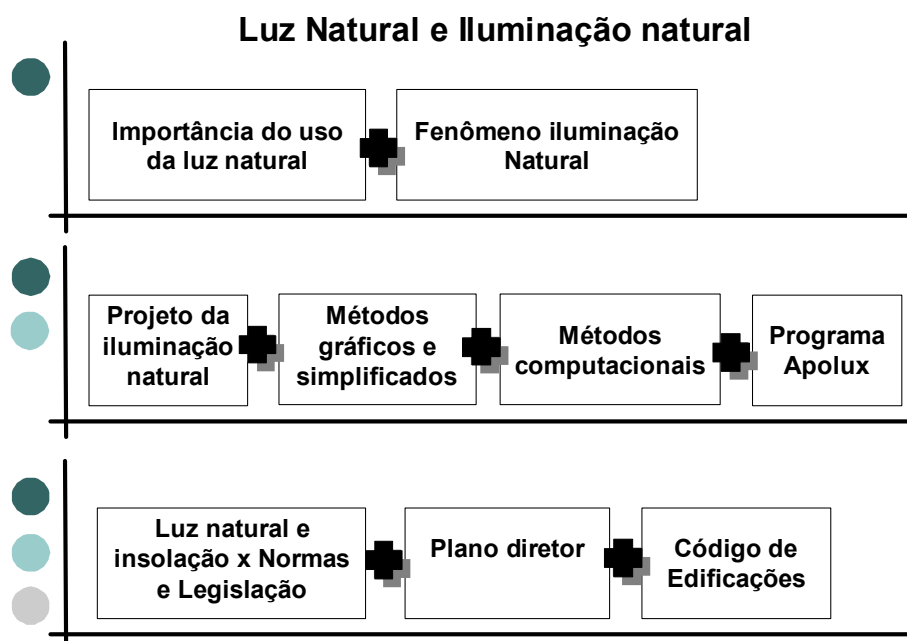 Luz Natural e Iluminação natural
Importância do uso
da luz natural
Fenômeno iluminação
Natural
Projeto da
iluminação
natural
Métodos
gráficos e
simplificados
Métodos
computacionais
Programa
Apolux
Luz natural e
insolação x Normas
e Legislação
Plano diretor
Código de
Edificações